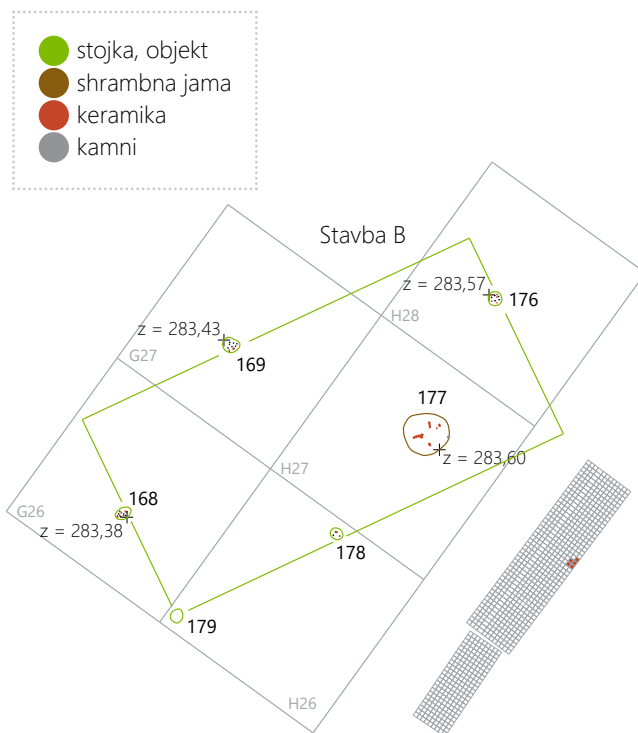 stojka, objekt
shrambna jama
keramika
kamni
Stavba B
z = 283,57
176
H28
z = 283,43
G27
169
177
z = 283,60
H27
168
G26
z = 283,38
178
179
H26